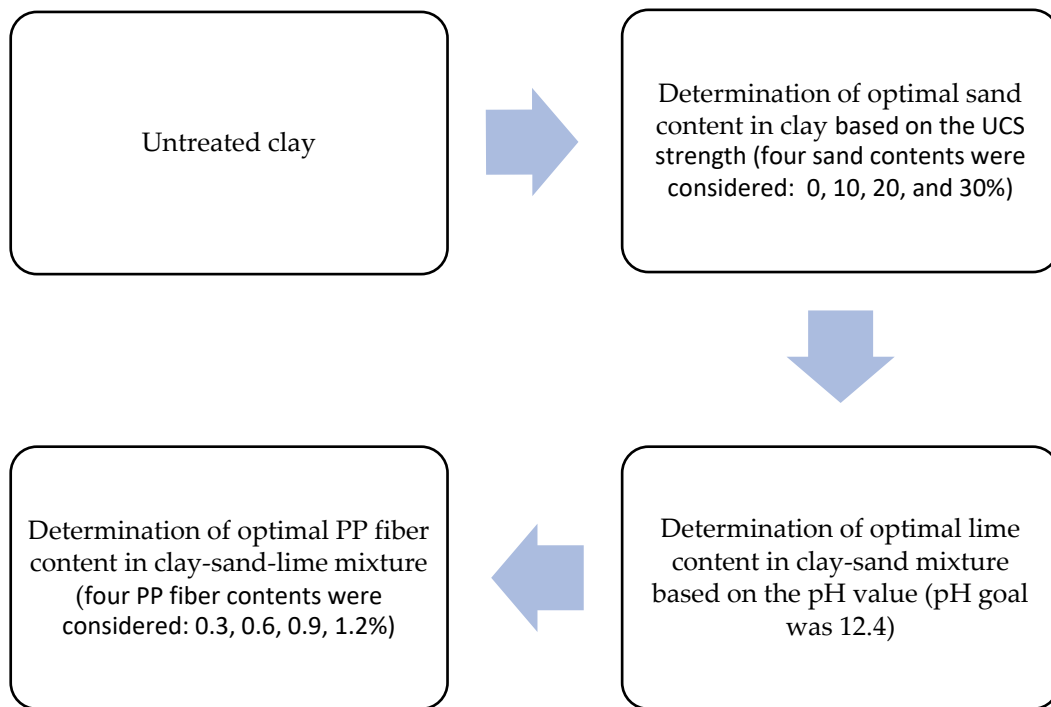 Untreated clay
Determination of optimal sand
content in clay based on the UCS
strength (four sand contents were
considered:  0, 10, 20, and 30%)
Determination of optimal lime
content in clay-sand mixture
based on the pH value (pH goal
was 12.4)
Determination of optimal PP fiber
content in clay-sand-lime mixture
(four PP fiber contents were
considered: 0.3, 0.6, 0.9, 1.2%)